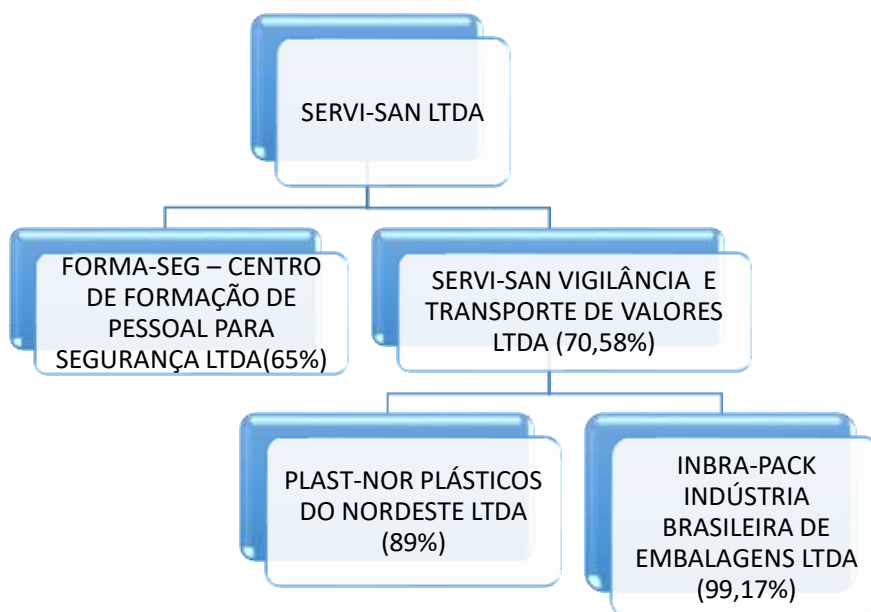 SERVI-SAN LTDA
FORMA-SEG – CENTRO
DE FORMAÇÃO DE
PESSOAL PARA
SEGURANÇA LTDA(65%)
SERVI-SAN VIGILÂNCIA E
TRANSPORTE DE VALORES
LTDA (70,58%)
PLAST-NOR PLÁSTICOS
DO NORDESTE LTDA
(89%)
INBRA-PACK
INDÚSTRIA
BRASILEIRA DE
EMBALAGENS LTDA
(99,17%)